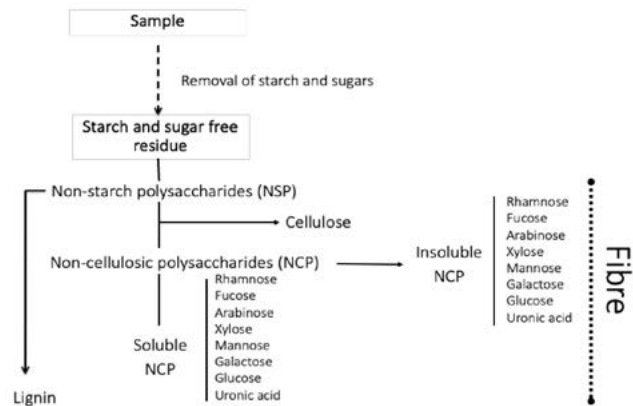 Sample
Removal of starch and sugars
Starch and sugar free
residue
Non-starch polysaccharides (NSP)
Cellulose
Non-cellulosic polysaccharides (NCP)
Insoluble
NCP
Rhamnose
Fucose
Arabinose
Xylose
Mannose
Galactose
Glucose
Uronic acid
Soluble
NCP
Rhamnose
Fucose
Arabinose
Xylose
Mannose
Galactose
Glucose
Uronic acid
Lignin
Fibre